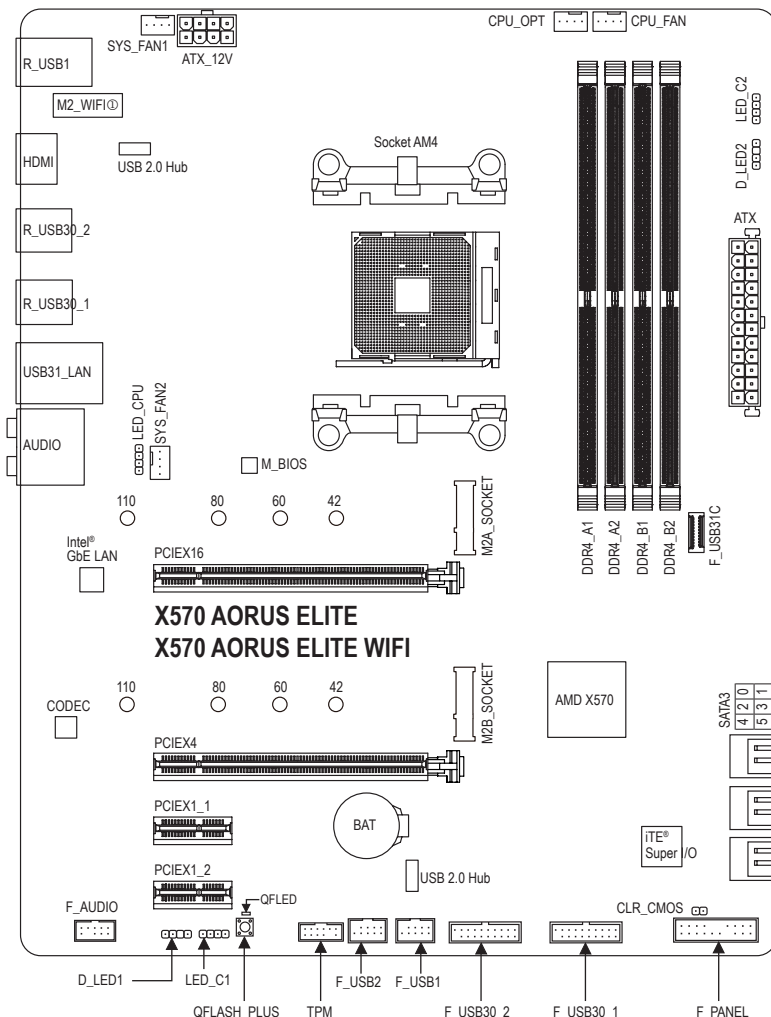 CPU_OPT
CPU_FAN
SYS_FAN1
ATX_12V
R_USB1
M2_WIFI①
LED_C2
HDMI
USB 2.0 Hub
Socket AM4
D_LED2
R_USB30_2
ATX
R_USB30_1
USB31_LAN
LED_CPU
SYS_FAN2
AUDIO
M_BIOS
110 80 60 42
M2A_SOCKET
DDR4_A1
DDR4_A2
DDR4_B1
DDR4_B2
F_USB31C
Intel®
GbE LAN
PCIEX16
X570 AORUS ELITE
X570 AORUS ELITE WIFI
110 80 60 42
M2B_SOCKET
AMD X570
SATA3
4 2 0
5 3 1
CODEC
PCIEX4
PCIEX1_1
BAT
iTE®
Super I/O
PCIEX1_2
USB 2.0 Hub
QFLED
F_AUDIO
CLR_CMOS
D_LED1
LED_C1
F_USB2
F_USB1
QFLASH_PLUS
TPM
F_USB30_2
F_USB30_1
F_PANEL